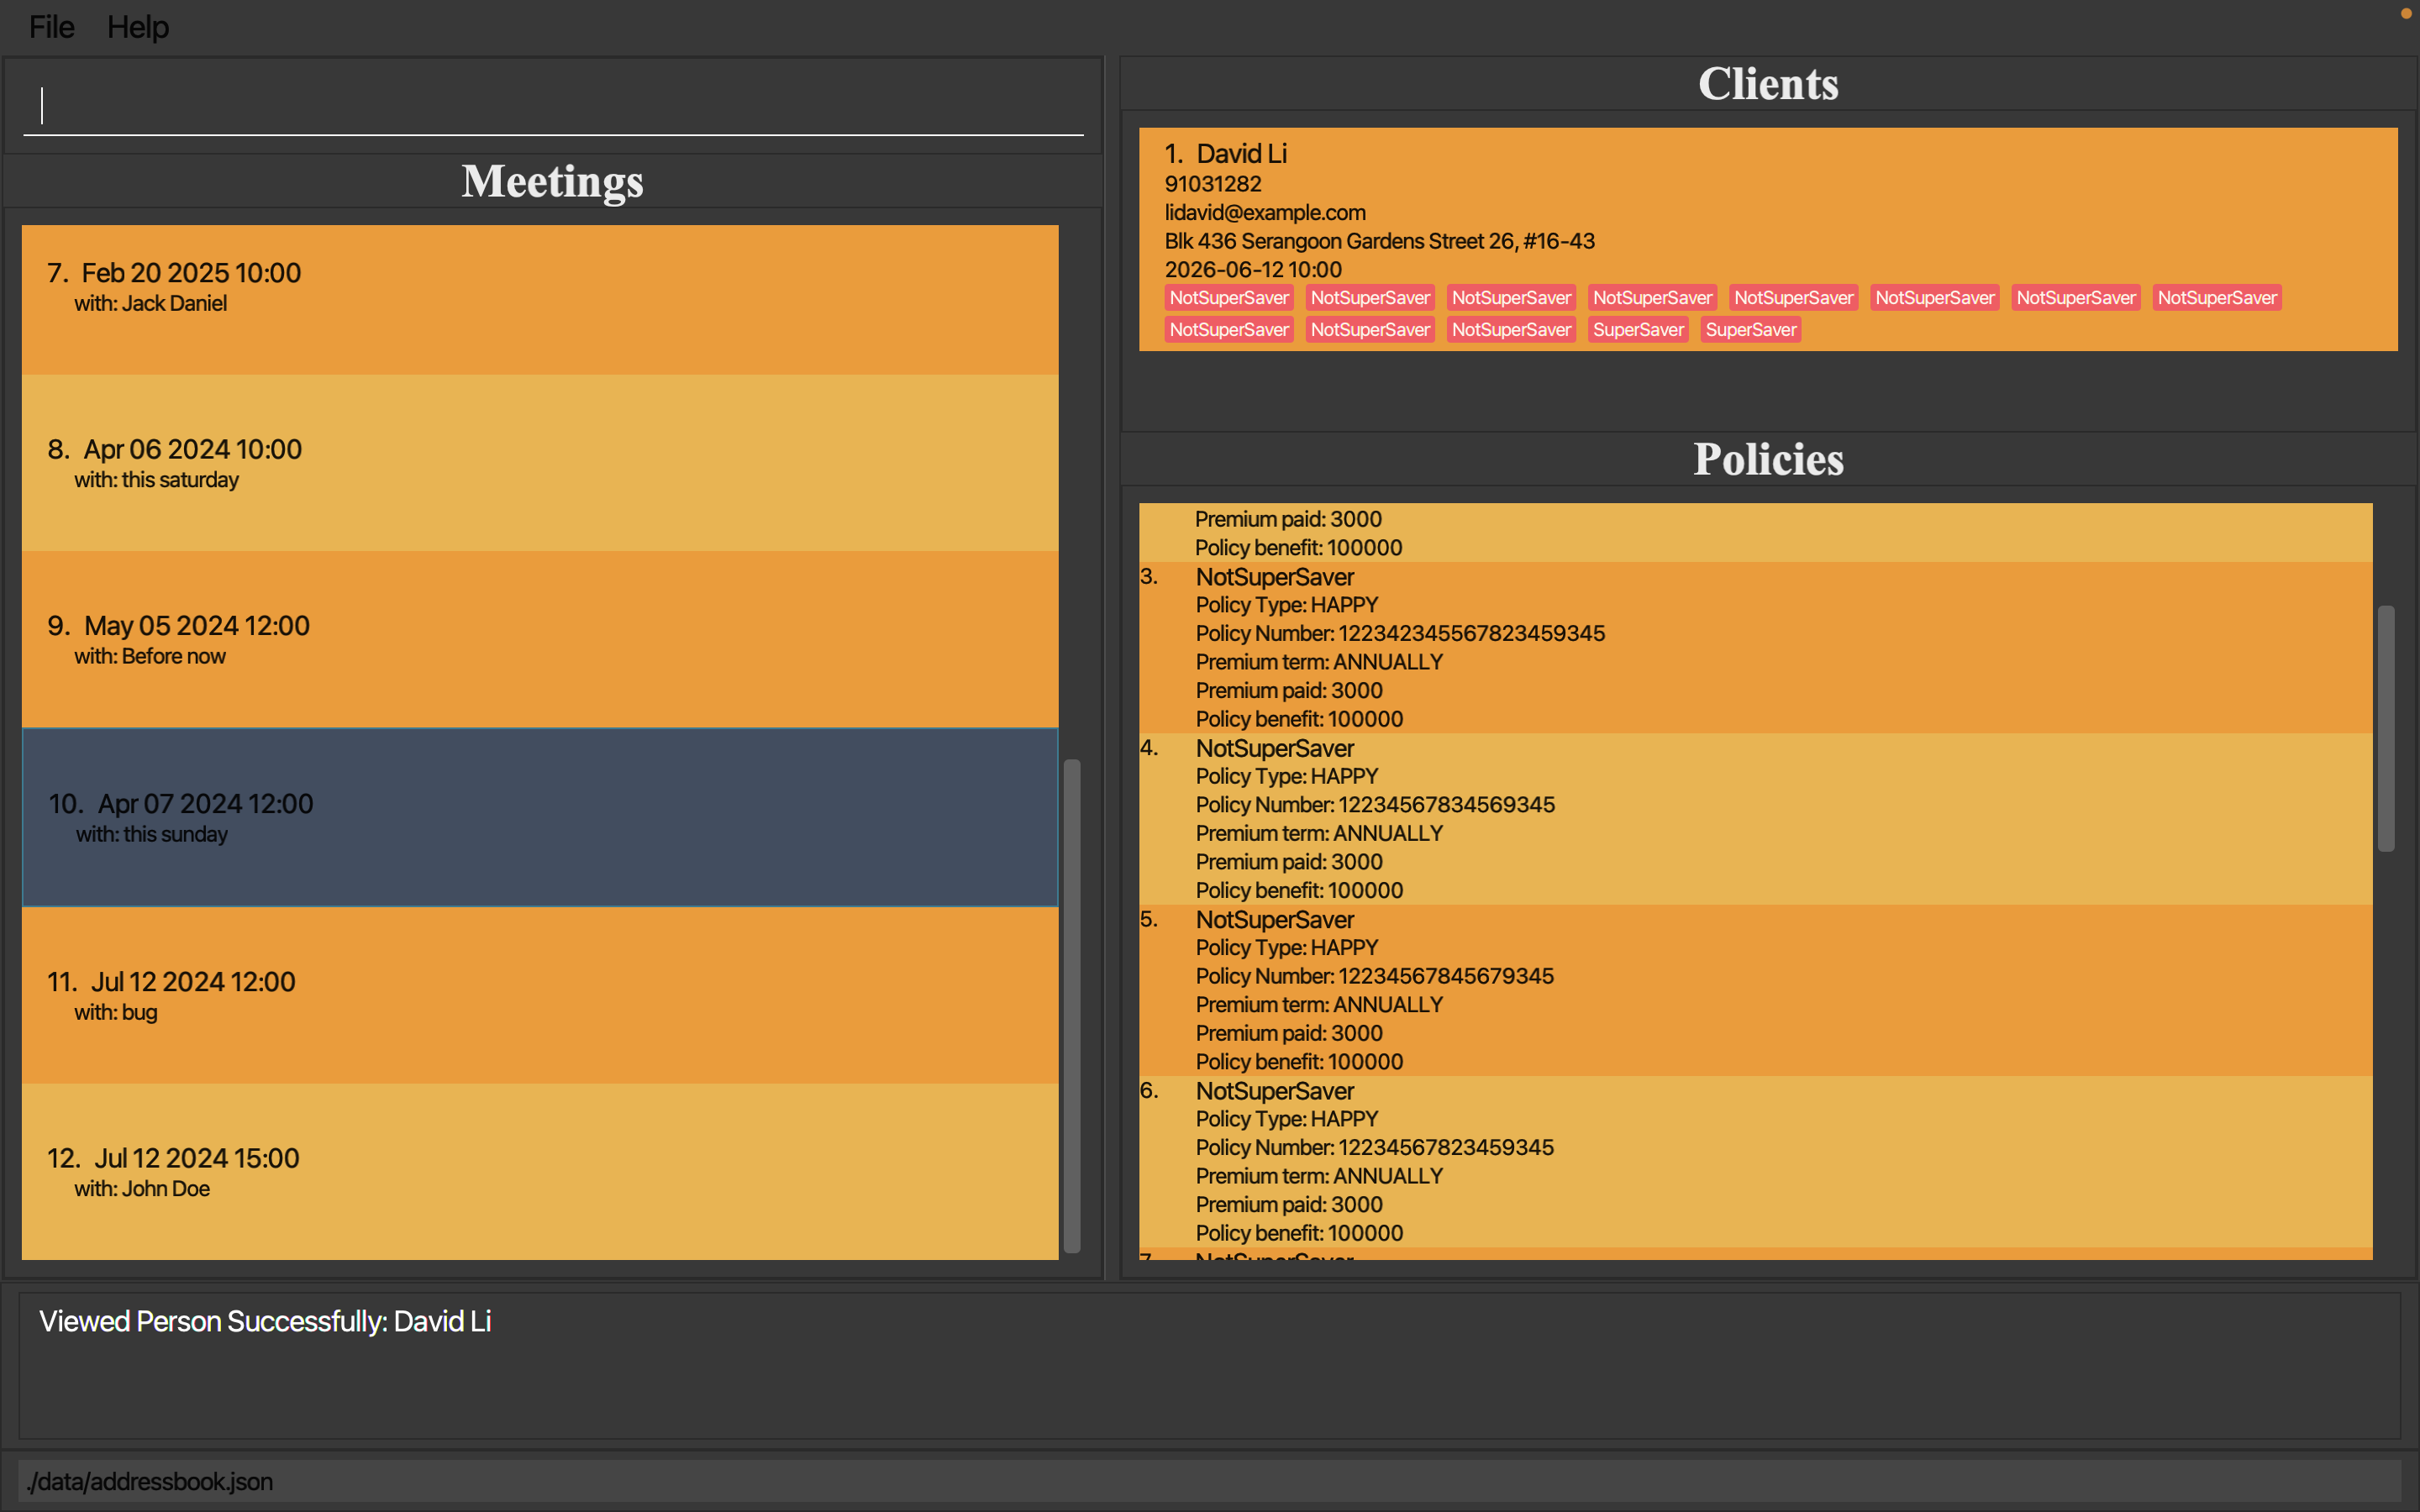 File Help
Meetings
7. Feb 20 2025 10:00
with: Jack Daniel
8. Apr 06 2024 10:00
with: this saturday
9. May 05 2024 12:00
with: Before now
10. Apr 07 2024 12:00
with: this sunday
11. Jul 12 2024 12:00
with: bug
12. Jul 12 2024 15:00
with: John Doe
Clients
1. David Li
91031282
lidavid@example.com
Blk 436 Serangoon Gardens Street 26, #16-43
2026-06-12 10:00
NotSuperSaver NotSuperSaver NotSuperSaver NotSuperSaver NotSuperSaver NotSuperSaver NotSuperSaver NotSuperSaver
NotSuperSaver NotSuperSaver NotSuperSaver SuperSaver SuperSaver
Policies
Premium paid: 3000
Policy benefit: 100000
3. NotSuperSaver
Policy Type: HAPPY
Policy Number: 122342345567823459345
Premium term: ANNUALLY
Premium paid: 3000
Policy benefit: 100000
4. NotSuperSaver
Policy Type: HAPPY
Policy Number: 12234567834569345
Premium term: ANNUALLY
Premium paid: 3000
Policy benefit: 100000
5. NotSuperSaver
Policy Type: HAPPY
Policy Number: 12234567845679345
Premium term: ANNUALLY
Premium paid: 3000
Policy benefit: 100000
6. NotSuperSaver
Policy Type: HAPPY
Policy Number: 12234567823459345
Premium term: ANNUALLY
Premium paid: 3000
Policy benefit: 100000
7. NotSuperSaver
Viewed Person Successfully: David Li
./data/addressbook.json